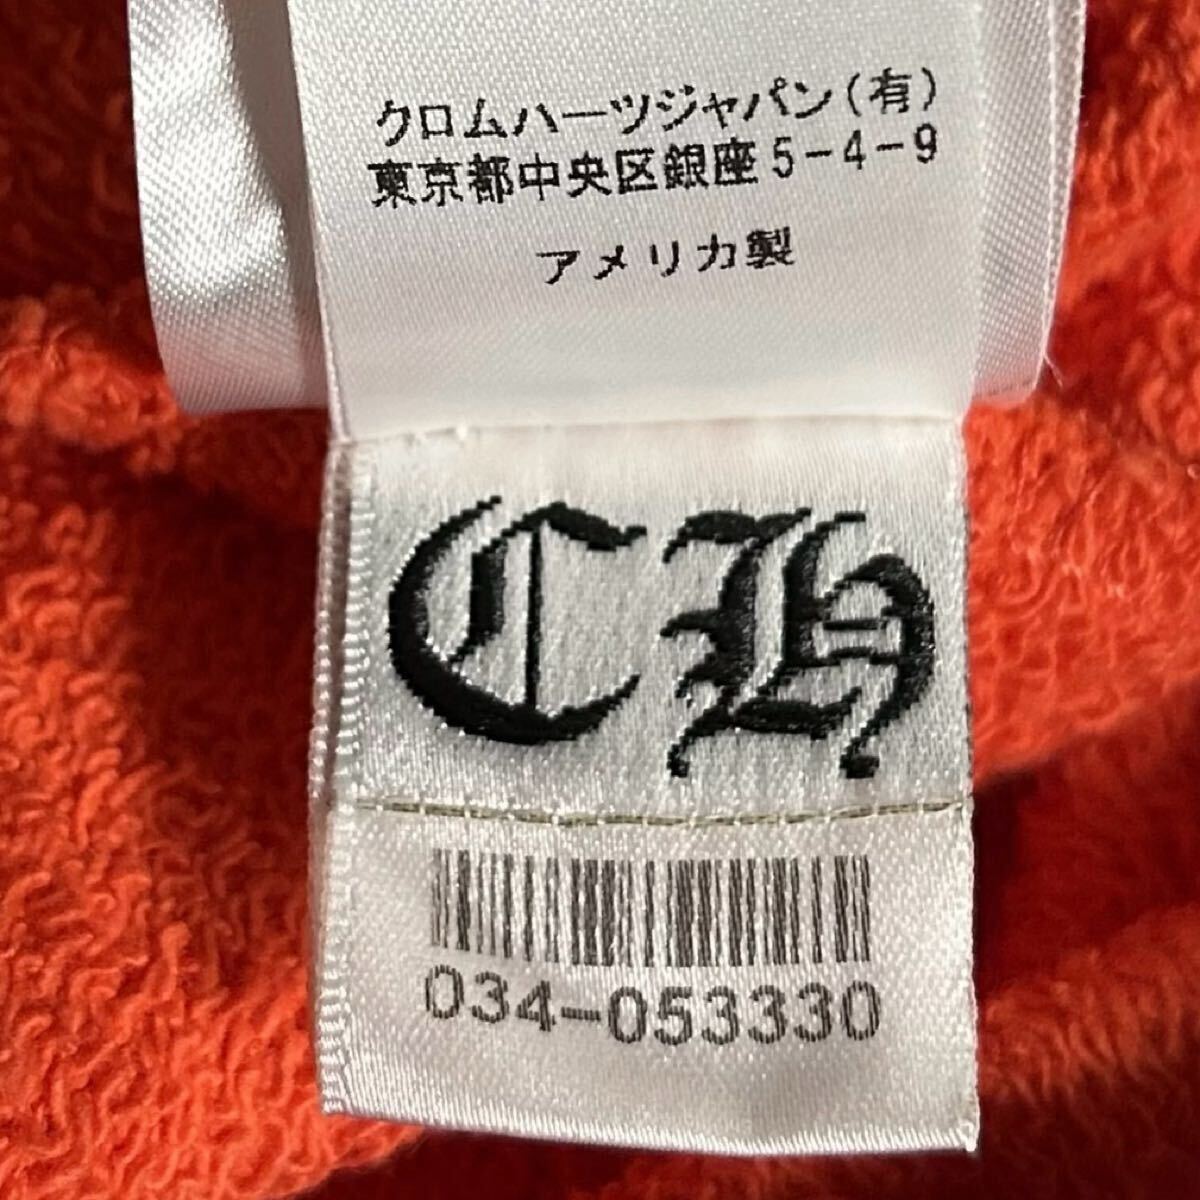 クロムハーツジャパン(有)
東京都中央区銀座5-4-9
アメリカ製
CH
034-053330